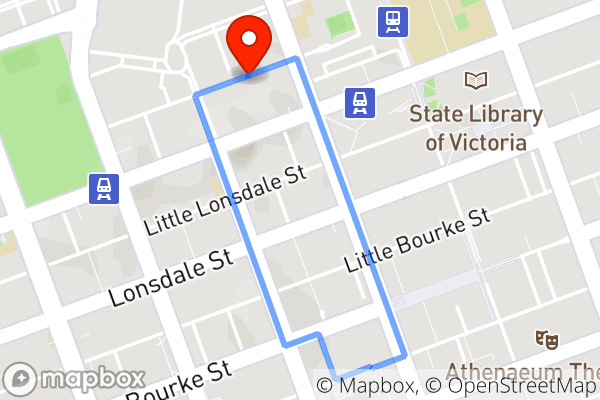 State Library
of Victoria
Little Lonsdale St
Little Bourke St
Lonsdale St
Athenaeum The
Bourke St
mapbox
© Mapbox, © OpenStreetMap